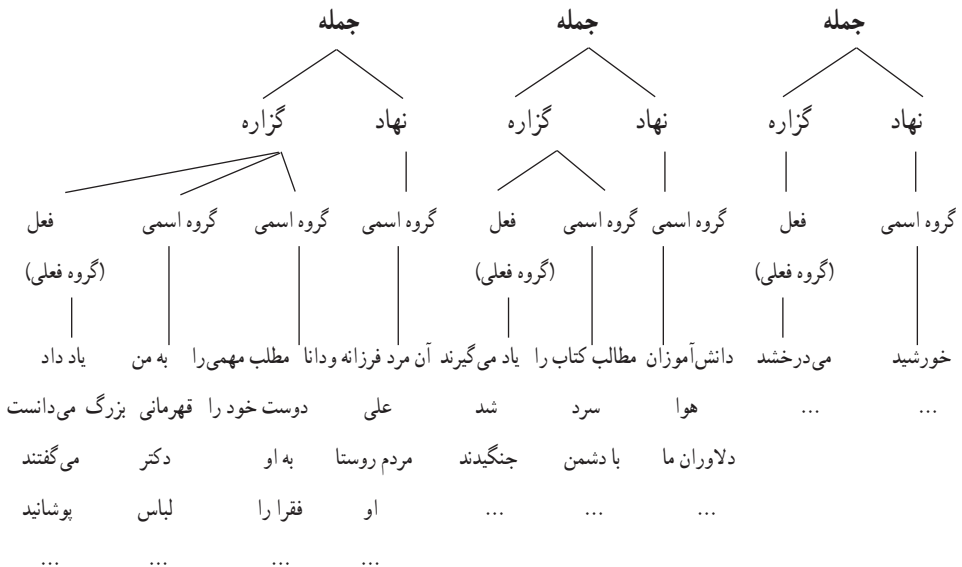 جمله جمله جمله
نهاد گزاره نهاد گزاره نهاد گزاره
گروه اسمی فعل گروه اسمی گروه اسمی فعل گروه اسمی گروه اسمی گروه اسمی فعل
(گروه فعلی) (گروه فعلی) (گروه فعلی)
خورشید می‌درخشد دانش‌آموزان مطالب کتاب را یاد می‌گیرند آن مرد فرزانه ودانا مطلب مهمی‌را به من یاد داد
... ... هوا سرد شد علی دوست خود را قهرمانی بزرگ می‌دانست
دلاوران ما با دشمن جنگیدند مردم روستا به او دکتر می‌گفتند
... ... ... او فقرا را لباس پوشانید
... ... ... ...